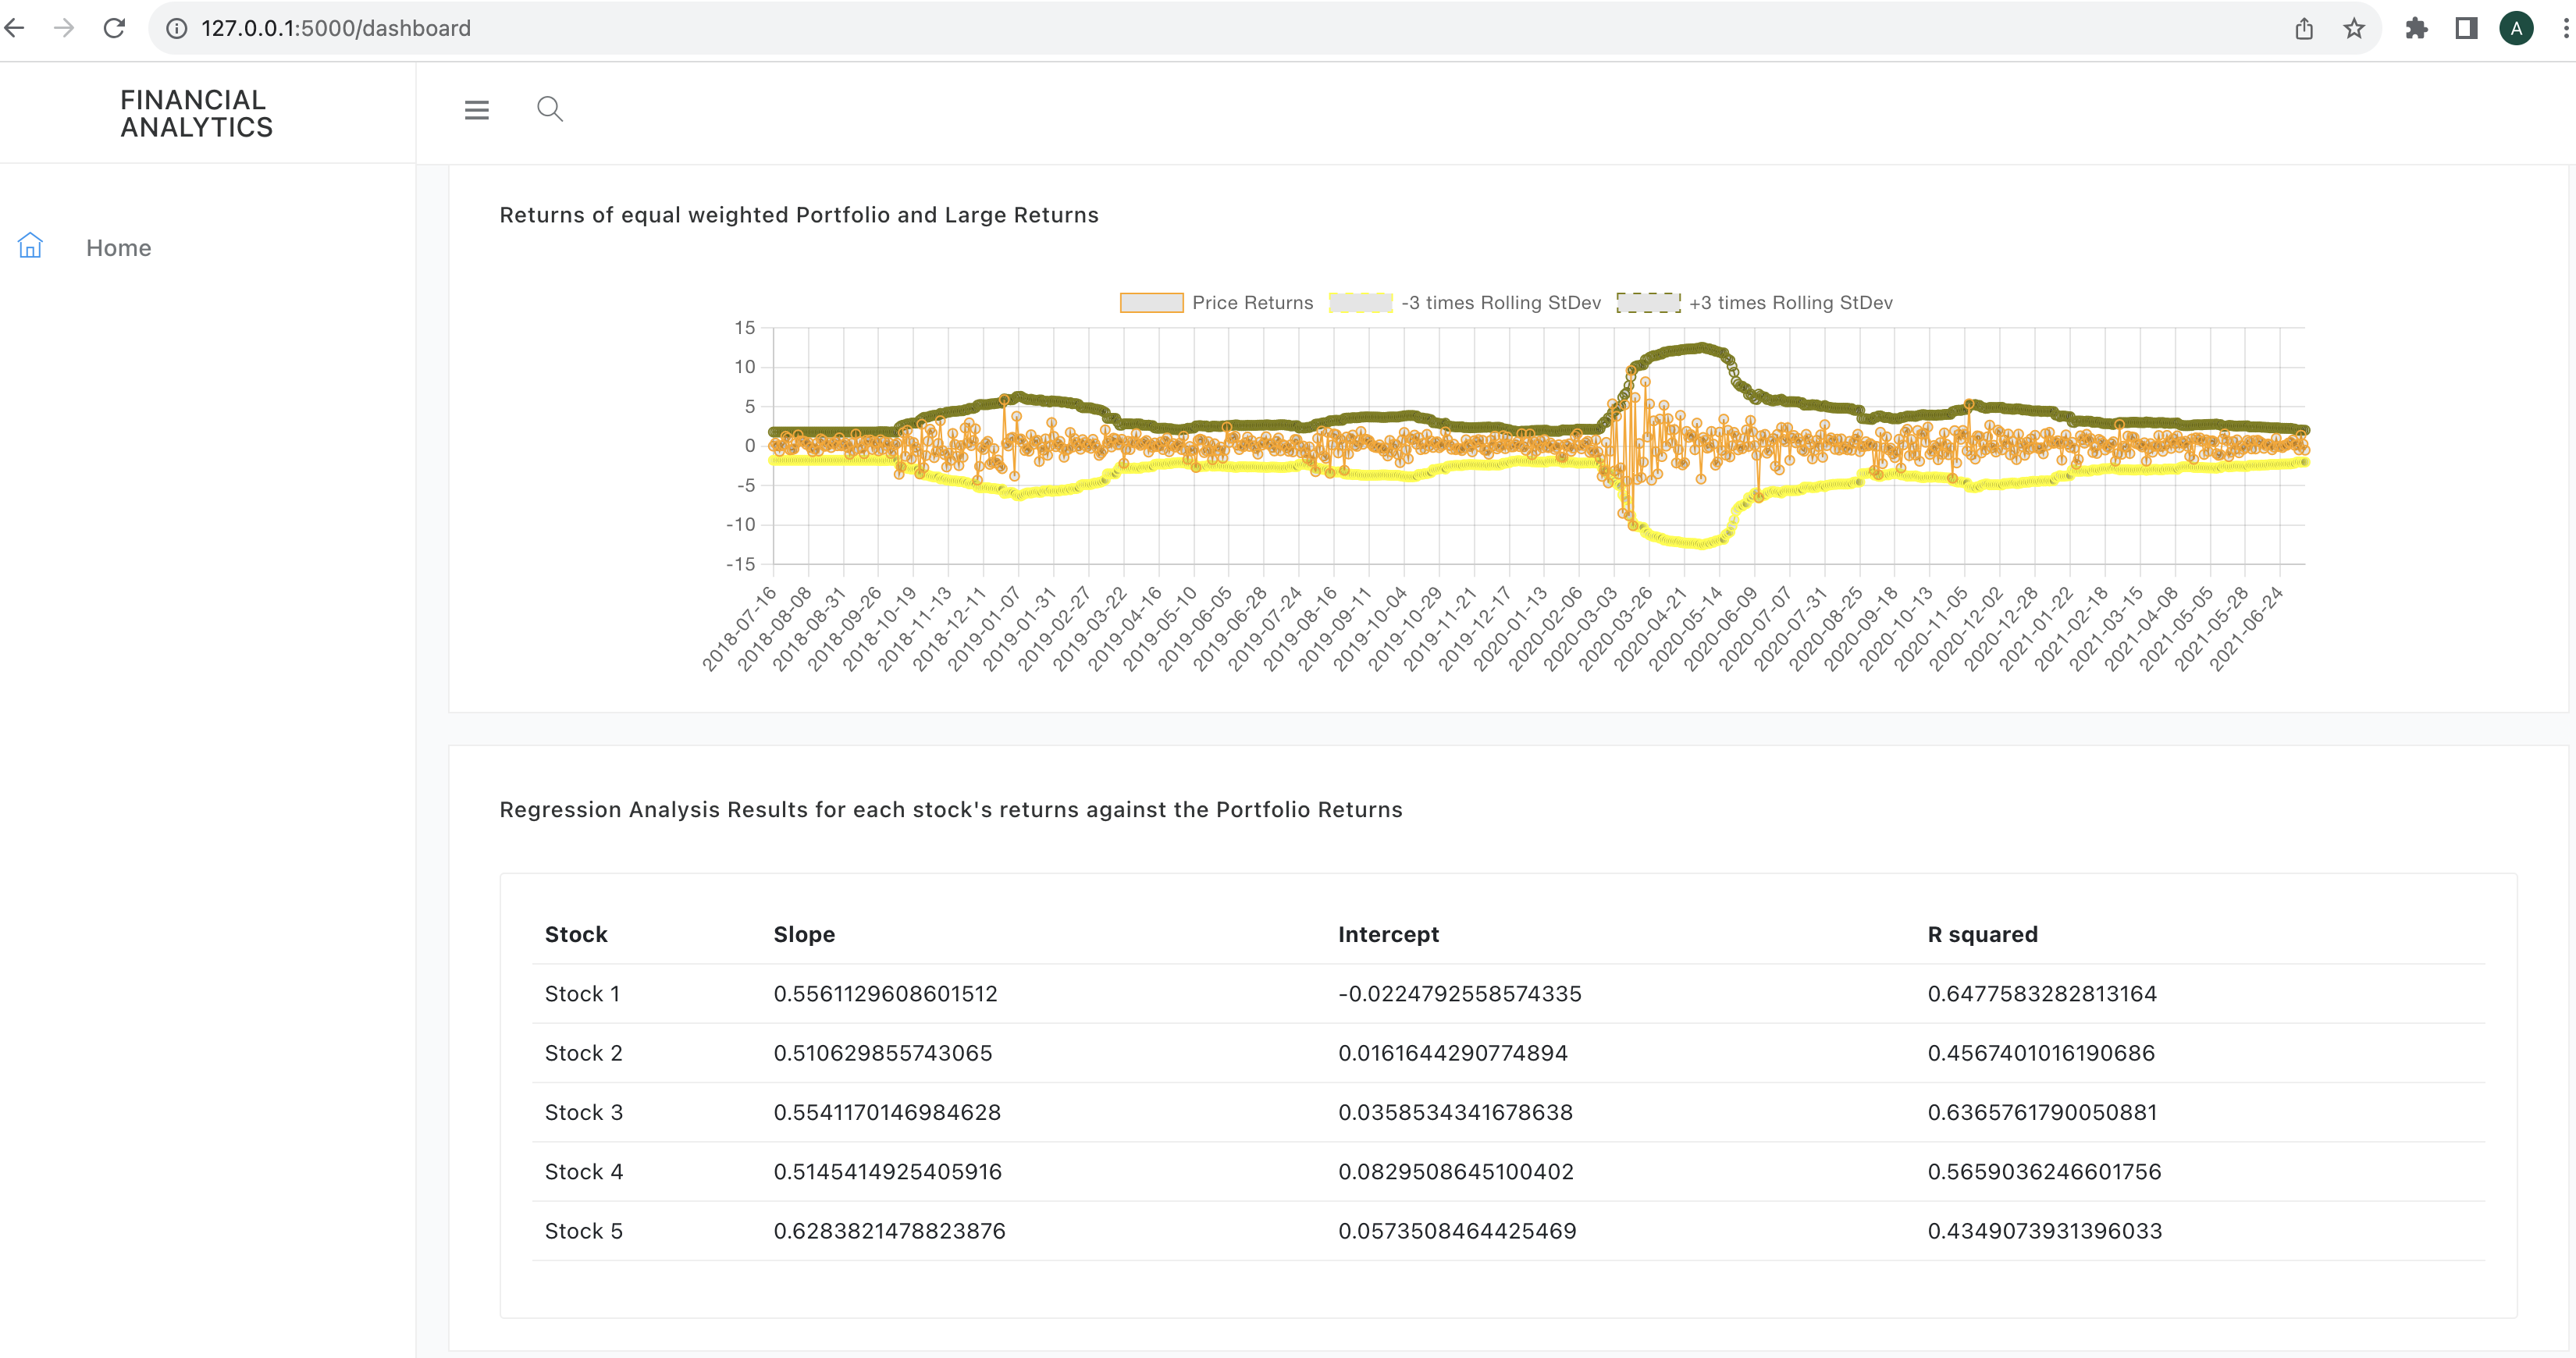 127.0.0.1:5000/dashboard
A
FINANCIAL
ANALYTICS
Home
Returns of equal weighted Portfolio and Large Returns
Price Returns -3 times Rolling StDev +3 times Rolling StDev
15
10
5
0
-5
-10
-15
2018-07-16 2018-08-08 2018-08-31 2018-09-26 2018-10-19 2018-11-13 2018-12-11 2019-01-07 2019-01-31 2019-02-27 2019-03-22 2019-04-16 2019-05-10 2019-06-05 2019-06-28 2019-07-24 2019-08-16 2019-09-11 2019-10-04 2019-10-29 2019-11-21 2019-12-17 2020-01-13 2020-02-06 2020-03-03 2020-03-26 2020-04-21 2020-05-14 2020-06-09 2020-07-07 2020-07-31 2020-08-25 2020-09-18 2020-10-13 2020-11-05 2020-12-02 2020-12-28 2021-01-22 2021-02-18 2021-03-15 2021-04-08 2021-05-05 2021-05-28 2021-06-24
Regression Analysis Results for each stock's returns against the Portfolio Returns
Stock Slope Intercept R squared
Stock 1 0.5561129608601512 -0.0224792558574335 0.6477583282813164
Stock 2 0.510629855743065 0.0161644290774894 0.4567401016190686
Stock 3 0.5541170146984628 0.0358534341678638 0.6365761790050881
Stock 4 0.5145414925405916 0.0829508645100402 0.5659036246601756
Stock 5 0.6283821478823876 0.0573508464425469 0.4349073931396033